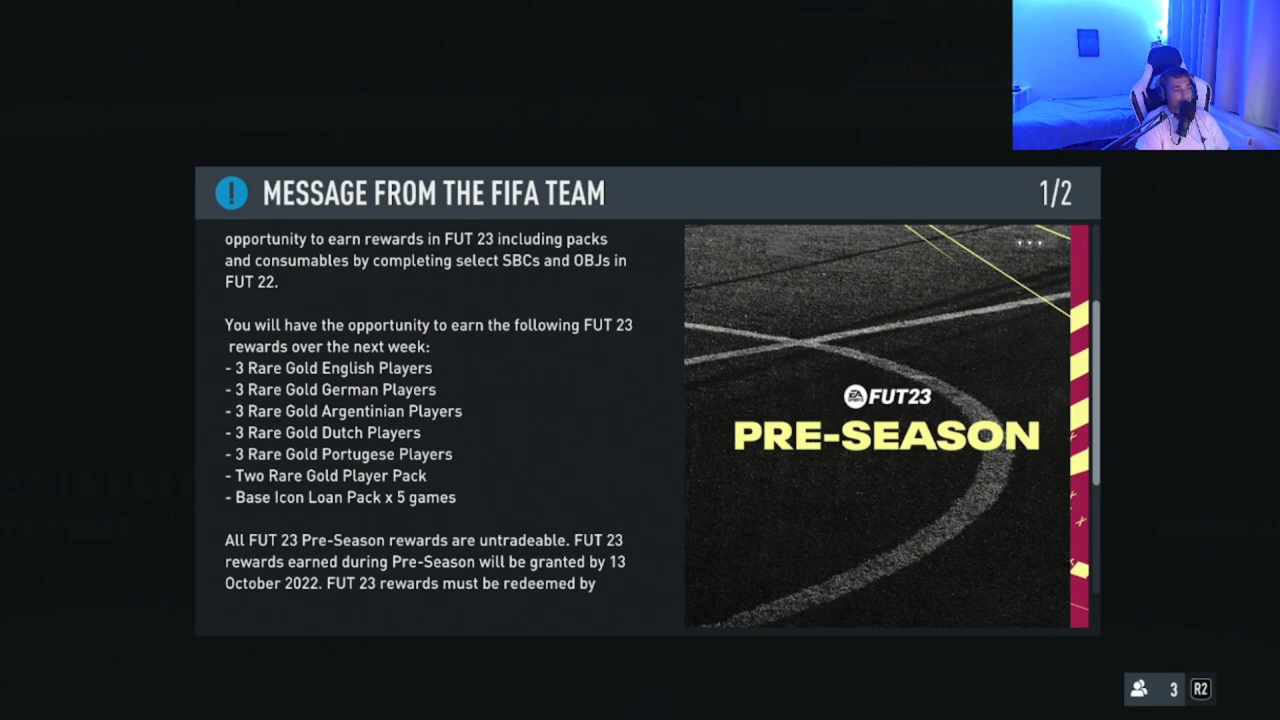 MESSAGE FROM THE FIFA TEAM
1/2
opportunity to earn rewards in FUT 23 including packs
and consumables by completing select SBCs and OBJs in
FUT 22.
You will have the opportunity to earn the following FUT 23
rewards over the next week:
- 3 Rare Gold English Players
- 3 Rare Gold German Players
- 3 Rare Gold Argentinian Players
- 3 Rare Gold Dutch Players
- 3 Rare Gold Portugese Players
- Two Rare Gold Player Pack
- Base Icon Loan Pack x 5 games
All FUT 23 Pre-Season rewards are untradeable. FUT 23
rewards earned during Pre-Season will be granted by 13
October 2022. FUT 23 rewards must be redeemed by
EA SPORTS FUT23
PRE-SEASON
3 R2